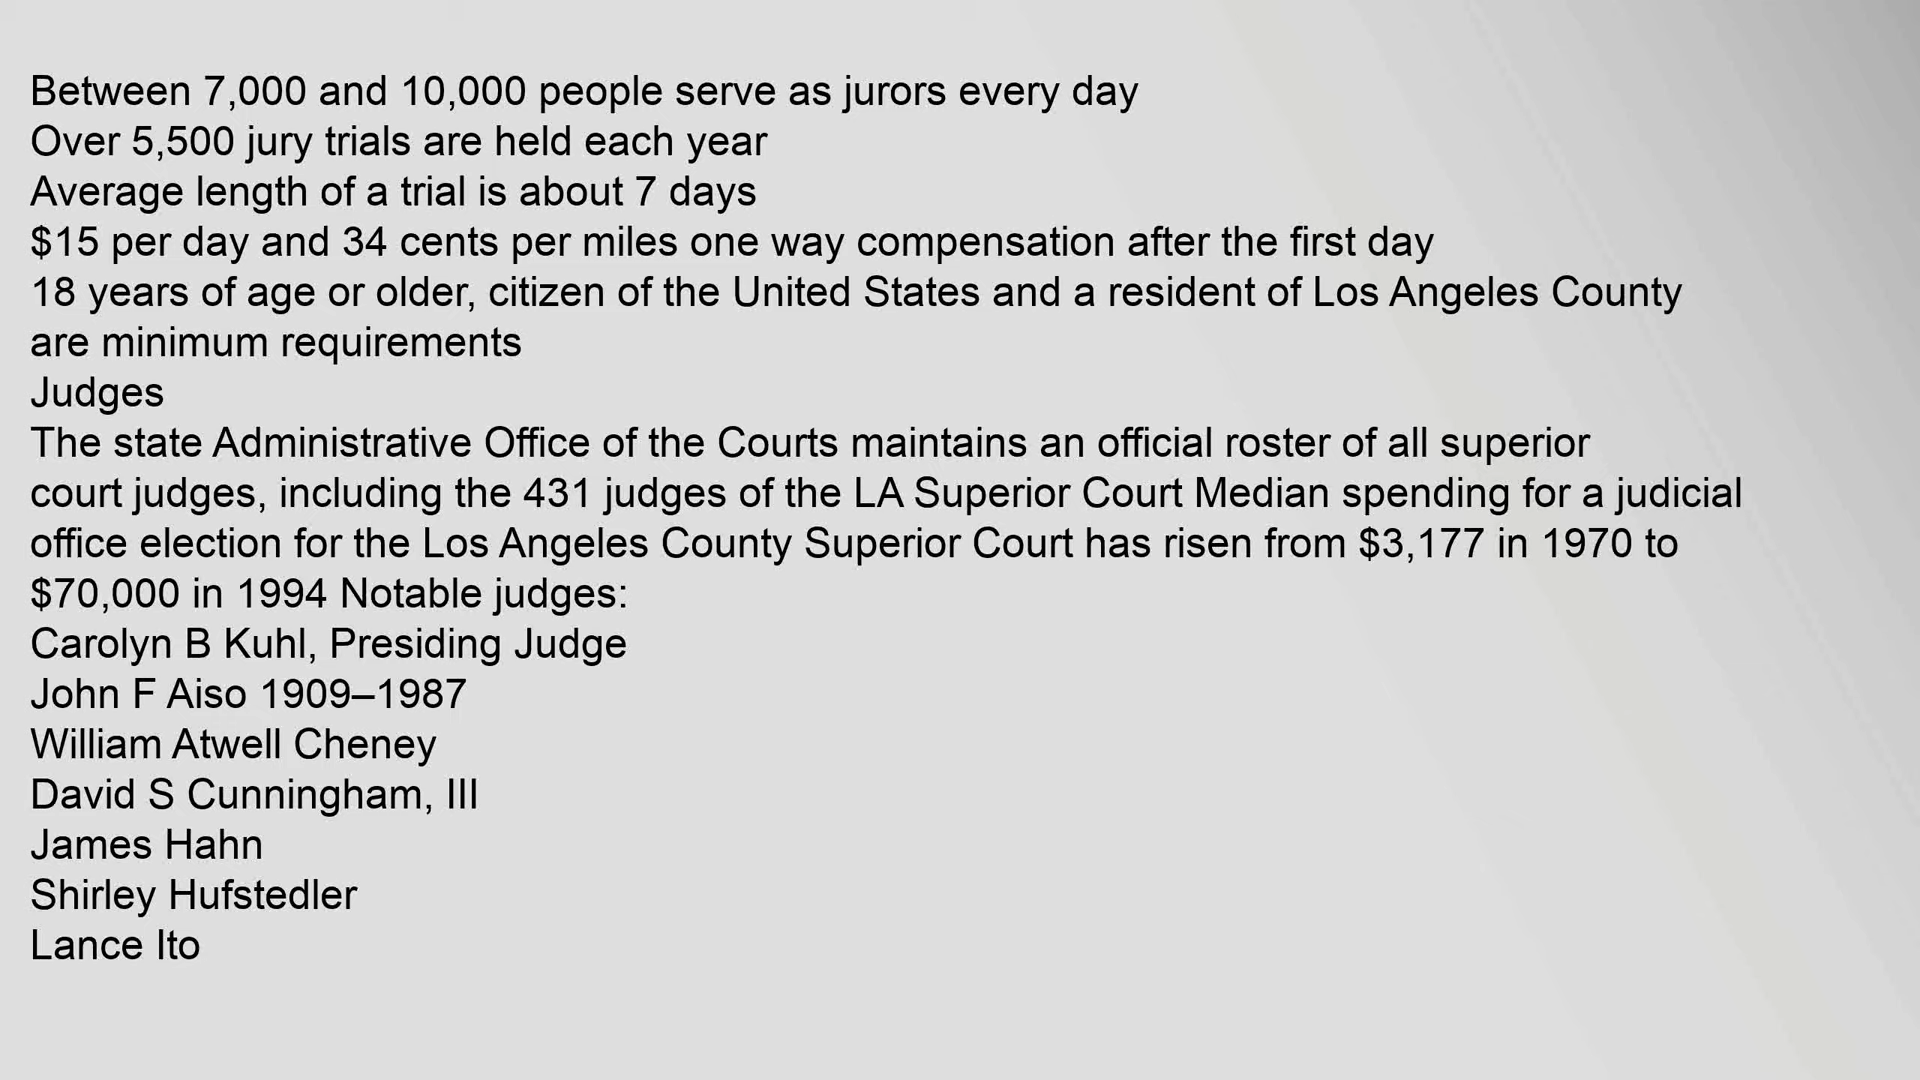 Between 7,000 and 10,000 people serve as jurors every day
Over 5,500 jury trials are held each year
Average length of a trial is about 7 days
$15 per day and 34 cents per miles one way compensation after the first day
18 years of age or older, citizen of the United States and a resident of Los Angeles County
are minimum requirements
Judges
The state Administrative Office of the Courts maintains an official roster of all superior
court judges, including the 431 judges of the LA Superior Court Median spending for a judicial
office election for the Los Angeles County Superior Court has risen from $3,177 in 1970 to
$70,000 in 1994 Notable judges:
Carolyn B Kuhl, Presiding Judge
John F Aiso 1909–1987
William Atwell Cheney
David S Cunningham, III
James Hahn
Shirley Hufstedler
Lance Ito